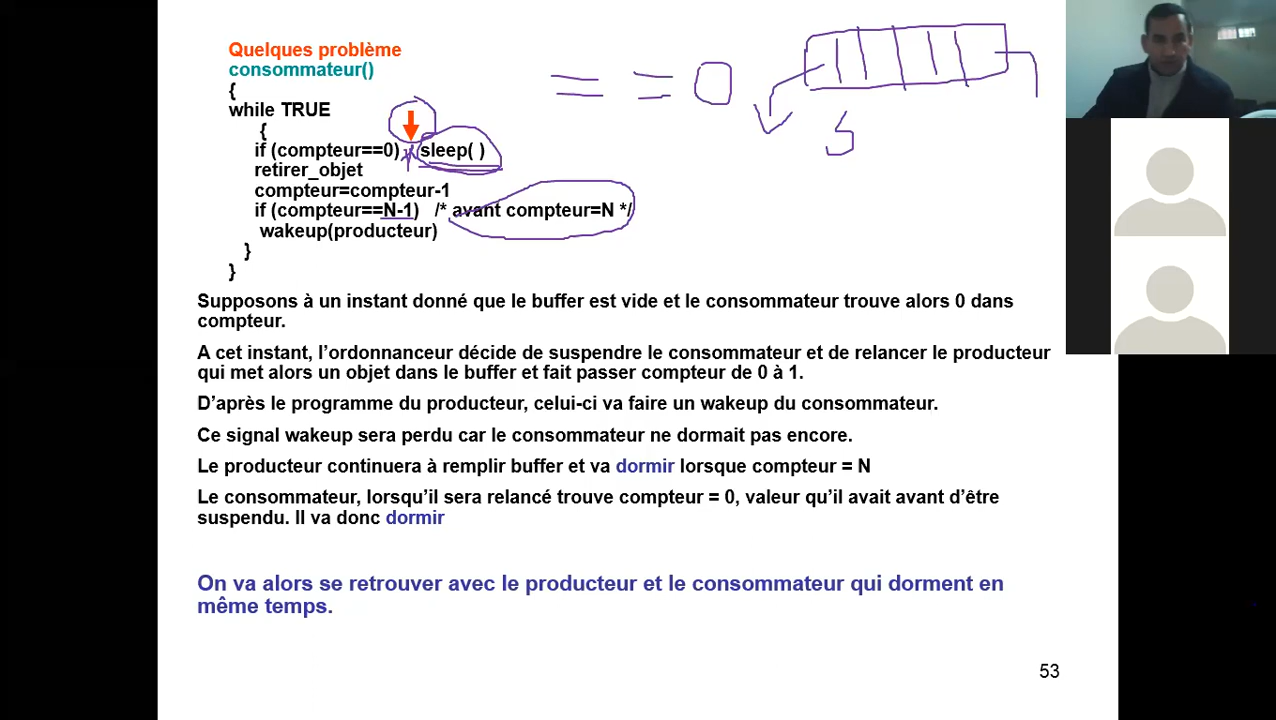 Quelques problème
consommateur()
{
while TRUE
{
if (compteur==0) sleep( )
retirer_objet
compteur=compteur-1
if (compteur==N-1) /* avant compteur=N */
wakeup(producteur)
}
}
= = 0
5
Supposons à un instant donné que le buffer est vide et le consommateur trouve alors 0 dans
compteur.
A cet instant, l’ordonnanceur décide de suspendre le consommateur et de relancer le producteur
qui met alors un objet dans le buffer et fait passer compteur de 0 à 1.
D’après le programme du producteur, celui-ci va faire un wakeup du consommateur.
Ce signal wakeup sera perdu car le consommateur ne dormait pas encore.
Le producteur continuera à remplir buffer et va dormir lorsque compteur = N
Le consommateur, lorsqu’il sera relancé trouve compteur = 0, valeur qu’il avait avant d’être
suspendu. Il va donc dormir
On va alors se retrouver avec le producteur et le consommateur qui dorment en
même temps.
53